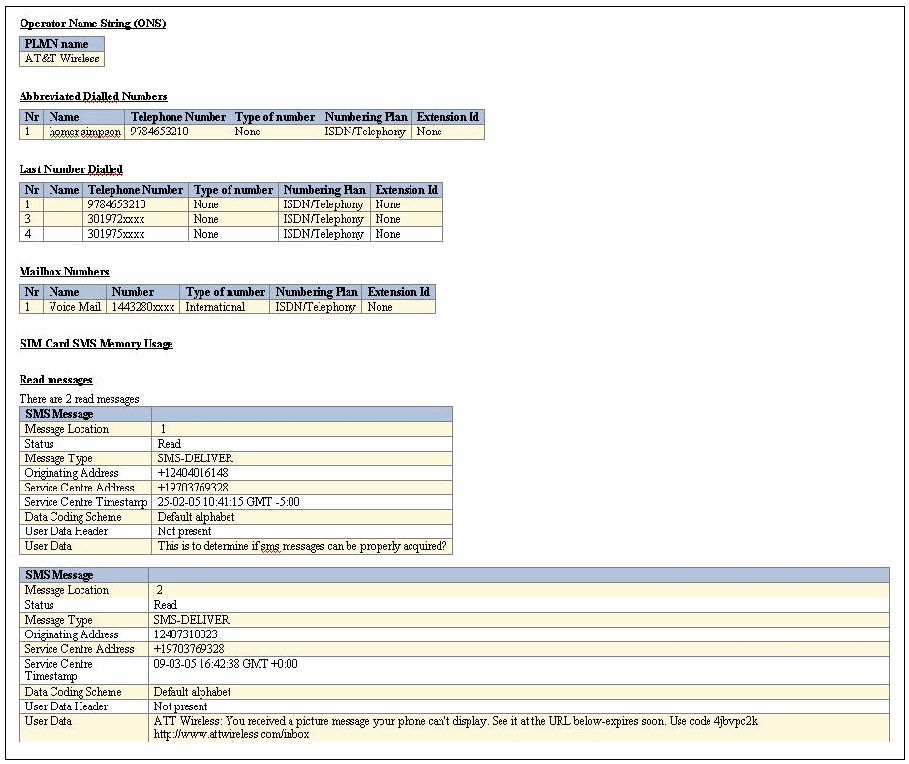 Operator Name String (ONS)
PLMN name
AT&T Wireless
Abbreviated Dialled Numbers
Nr Name Telephone Number Type of number Numbering Plan Extension Id
1 homer simpson 9784653210 None ISDN/Telephony None
Last Number Dialled
Nr Name Telephone Number Type of number Numbering Plan Extension Id
1 9784653210 None ISDN/Telephony None
3 301972xxxx None ISDN/Telephony None
4 301975xxxx None ISDN/Telephony None
Mailbox Numbers
Nr Name Number Type of number Numbering Plan Extension Id
1 Voice Mail 1443280xxxx International ISDN/Telephony None
SIM Card SMS Memory Usage
Read messages
There are 2 read messages
SMS Message
Message Location 1
Status Read
Message Type SMS-DELIVER
Originating Address +12404016148
Service Centre Address +19703769328
Service Centre Timestamp 25-02-05 10:41:15 GMT -5:00
Data Coding Scheme Default alphabet
User Data Header Not present
User Data This is to determine if sms messages can be properly acquired?
SMS Message
Message Location 2
Status Read
Message Type SMS-DELIVER
Originating Address 12407310323
Service Centre Address +19703769328
Service Centre 09-03-05 16:42:38 GMT +0:00
Timestamp
Data Coding Scheme Default alphabet
User Data Header Not present
User Data ATT Wireless: You received a picture message your phone can't display. See it at the URL below-expires soon. Use code 4jbvpc2k
http://www.attwireless.com/inbox